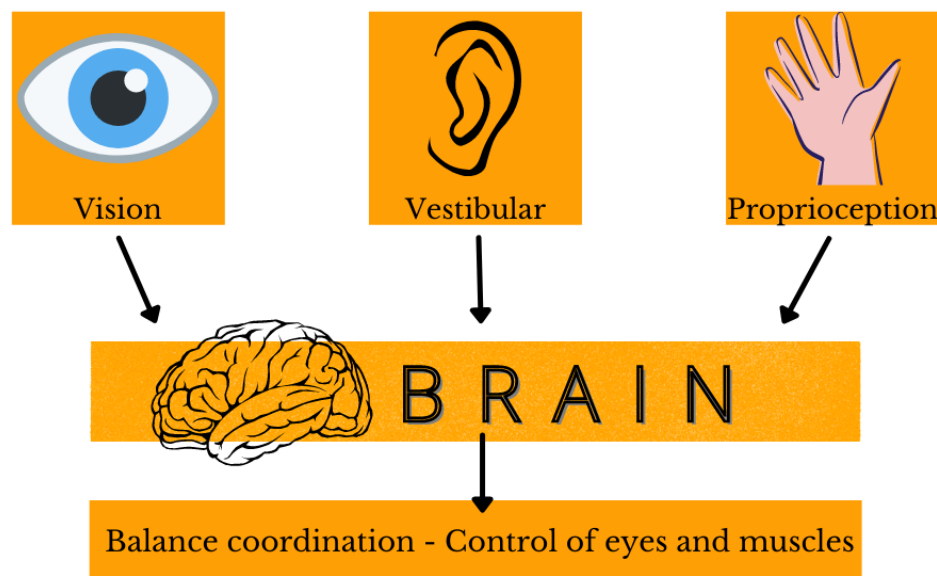 Vision
Vestibular
Proprioception
BRAIN
Balance coordination - Control of eyes and muscles